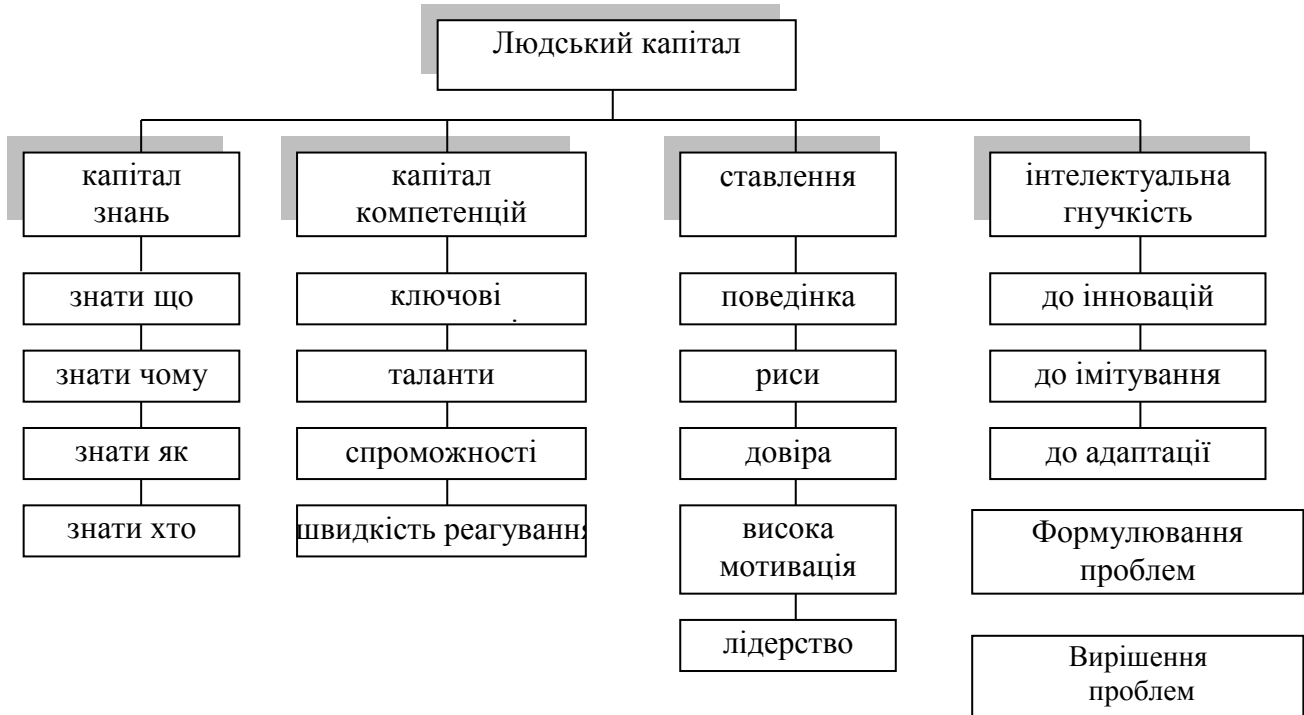 Людський капітал
капітал
знань
капітал
компетенцій
ставлення
інтелектуальна
гнучкість
знати що
знати чому
знати як
знати хто
ключові
таланти
спроможності
швидкість реагування
поведінка
риси
довіра
висока
мотивація
лідерство
до інновацій
до імітування
до адаптації
Формулювання
проблем
Вирішення
проблем